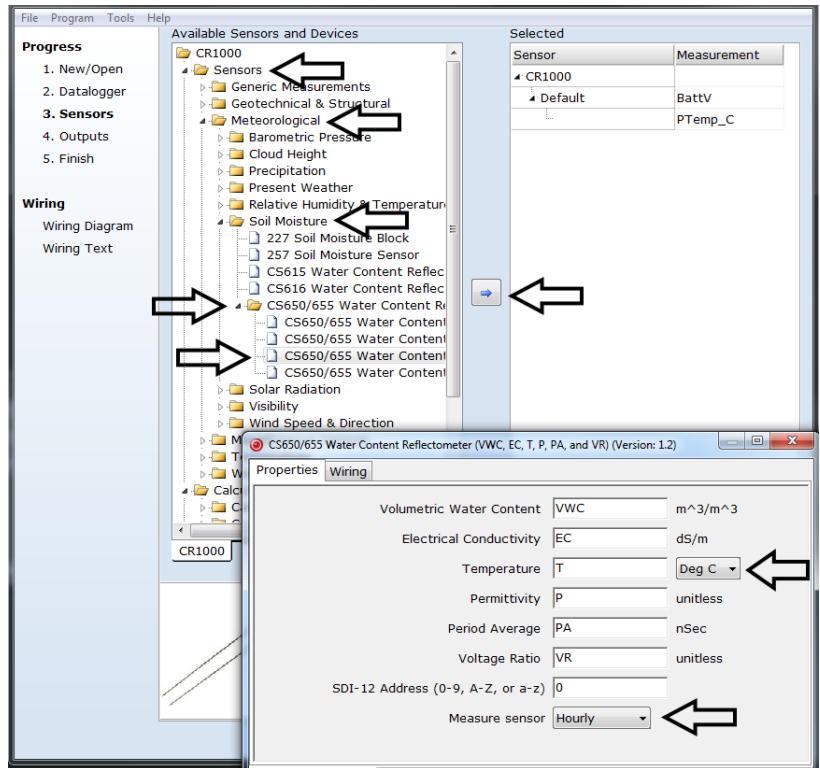 File Program Tools Help
Progress
1. New/Open
2. Datalogger
3. Sensors
4. Outputs
5. Finish
Wiring
Wiring Diagram
Wiring Text
Available Sensors and Devices
CR1000
Sensors
Generic Measurements
Geotechnical & Structural
Meteorological
Barometric Pressure
Cloud Height
Precipitation
Present Weather
Relative Humidity & Temperature
Soil Moisture
227 Soil Moisture Block
257 Soil Moisture Sensor
CS615 Water Content Reflec
CS616 Water Content Reflec
CS650/655 Water Content Re
CS650/655 Water Content
CS650/655 Water Content
CS650/655 Water Content
CS650/655 Water Content
Solar Radiation
Visibility
Wind Speed & Direction
M
T
W
Calc
CR1000
Selected
Sensor Measurement
CR1000
Default BattV
PTemp_C
CS650/655 Water Content Reflectometer (VWC, EC, T, P, PA, and VR) (Version: 1.2)
Properties Wiring
Volumetric Water Content VWC m^3/m^3
Electrical Conductivity EC dS/m
Temperature T Deg C
Permittivity P unitless
Period Average PA nSec
Voltage Ratio VR unitless
SDI-12 Address (0-9, A-Z, or a-z) 0
Measure sensor Hourly